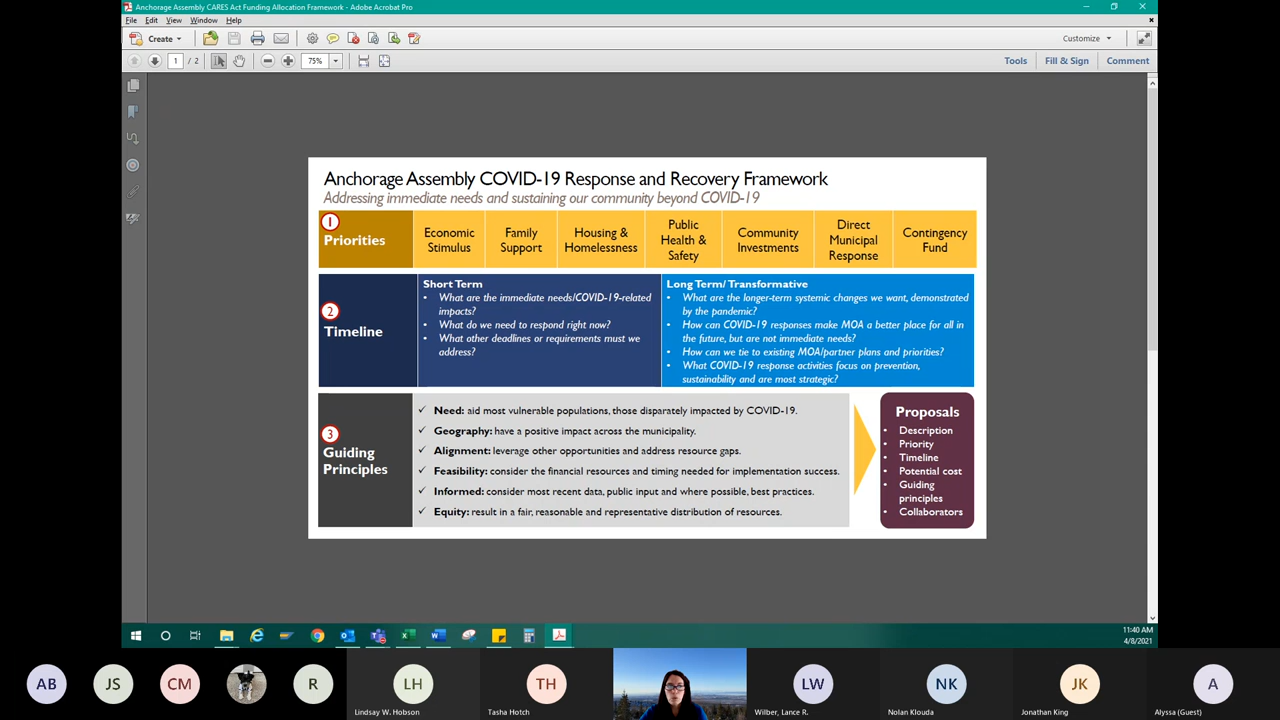 Anchorage Assembly CARES Act Funding Allocation Framework - Adobe Acrobat Pro
File Edit View Window Help
Create Customize
1 / 2 75% Tools Fill & Sign Comment
Anchorage Assembly COVID-19 Response and Recovery Framework
Addressing immediate needs and sustaining our community beyond COVID-19
1
Priorities
Economic
Stimulus
Family
Support
Housing &
Homelessness
Public
Health &
Safety
Community
Investments
Direct
Municipal
Response
Contingency
Fund
2
Timeline
Short Term
• What are the immediate needs/COVID-19-related
impacts?
• What do we need to respond right now?
• What other deadlines or requirements must we
address?
Long Term/ Transformative
• What are the longer-term systemic changes we want, demonstrated
by the pandemic?
• How can COVID-19 responses make MOA a better place for all in
the future, but are not immediate needs?
• How can we tie to existing MOA/partner plans and priorities?
• What COVID-19 response activities focus on prevention,
sustainability and are most strategic?
3
Guiding
Principles
✓ Need: aid most vulnerable populations, those disparately impacted by COVID-19.
✓ Geography: have a positive impact across the municipality.
✓ Alignment: leverage other opportunities and address resource gaps.
✓ Feasibility: consider the financial resources and timing needed for implementation success.
✓ Informed: consider most recent data, public input and where possible, best practices.
✓ Equity: result in a fair, reasonable and representative distribution of resources.
Proposals
• Description
• Priority
• Timeline
• Potential cost
• Guiding
principles
• Collaborators
11:40 AM
4/8/2021
AB JS CM R LH TH LW NK JK A
Lindsay W. Hobson Tasha Hotch Wilber, Lance R. Nolan Klouda Jonathan King Alyssa (Guest)